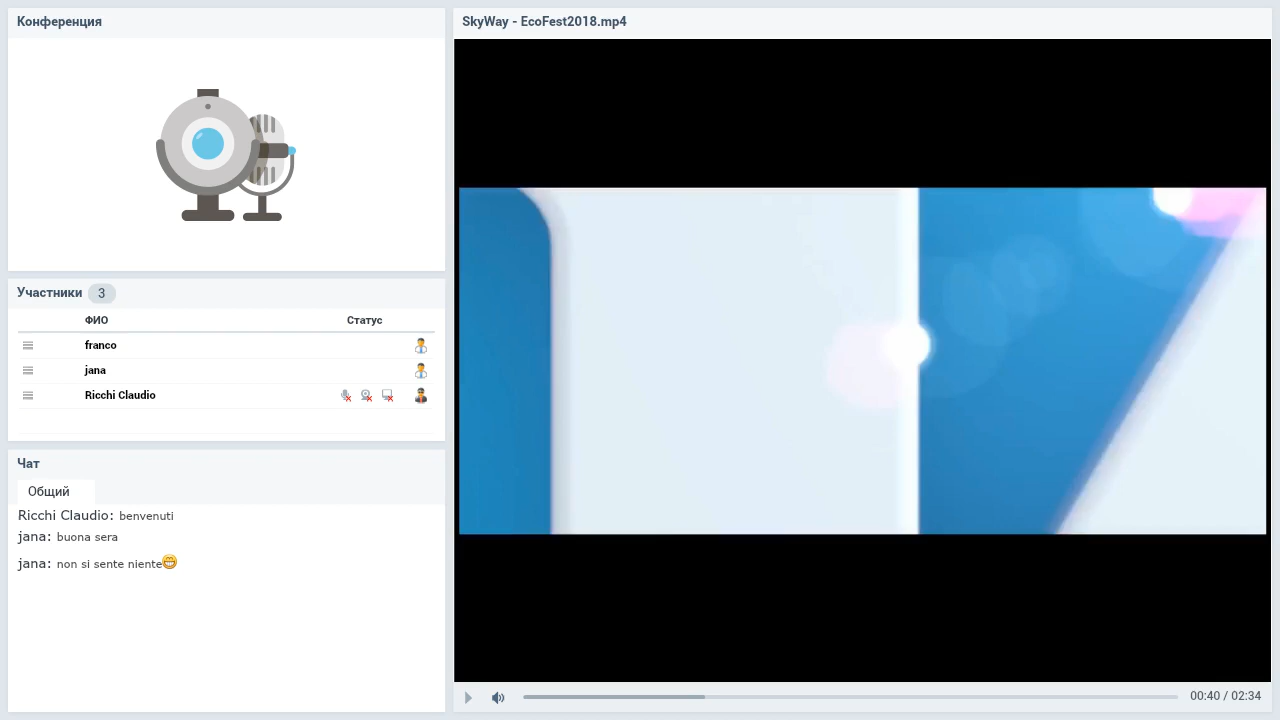 Конференция
Участники 3
ФИО Статус
franco
jana
Ricchi Claudio
Чат
Общий
Ricchi Claudio: benvenuti
jana: buona sera
jana: non si sente niente
SkyWay - EcoFest2018.mp4
00:40 / 02:34